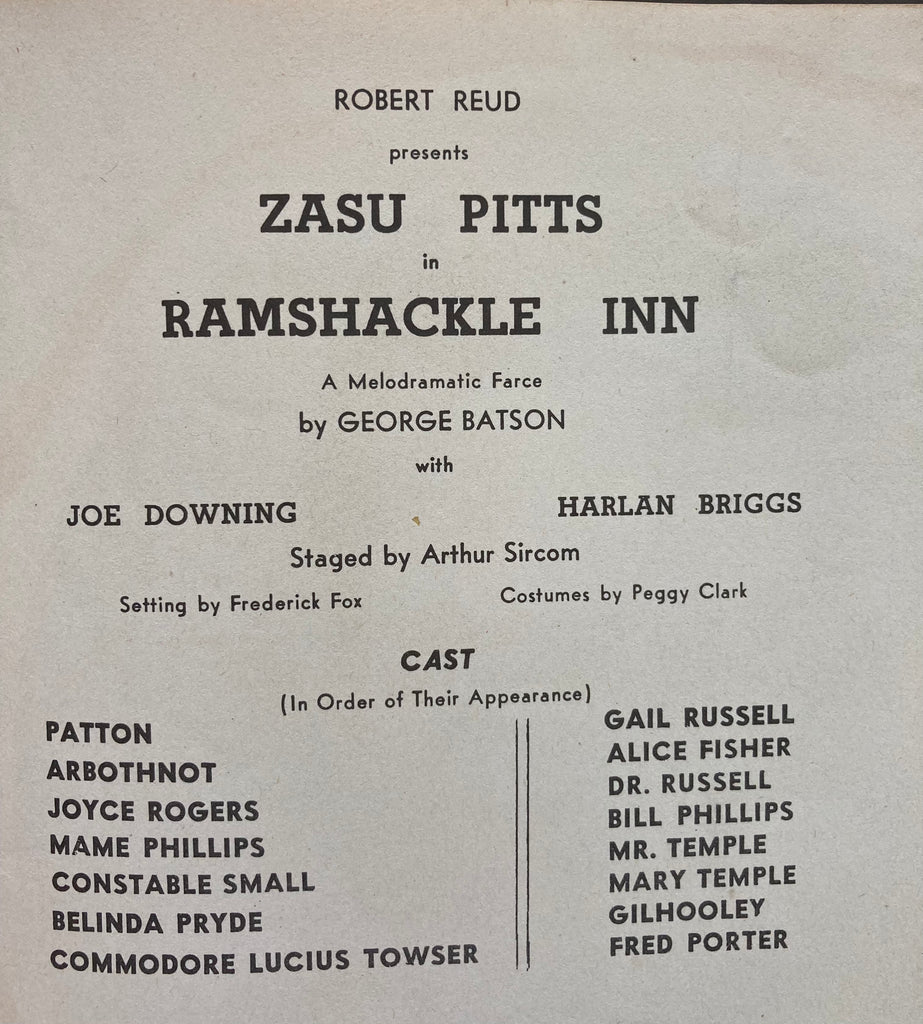 ROBERT REUD
presents
ZASU PITTS
in
RAMSHACKLE INN
A Melodramatic Farce
by GEORGE BATSON
with
JOE DOWNING HARLAN BRIGGS
Staged by Arthur Sircom
Setting by Frederick Fox Costumes by Peggy Clark
CAST
(In Order of Their Appearance)
PATTON
ARBOTHNOT
JOYCE ROGERS
MAME PHILLIPS
CONSTABLE SMALL
BELINDA PRYDE
COMMODORE LUCIUS TOWSER
GAIL RUSSELL
ALICE FISHER
DR. RUSSELL
BILL PHILLIPS
MR. TEMPLE
MARY TEMPLE
GILHOOLEY
FRED PORTER